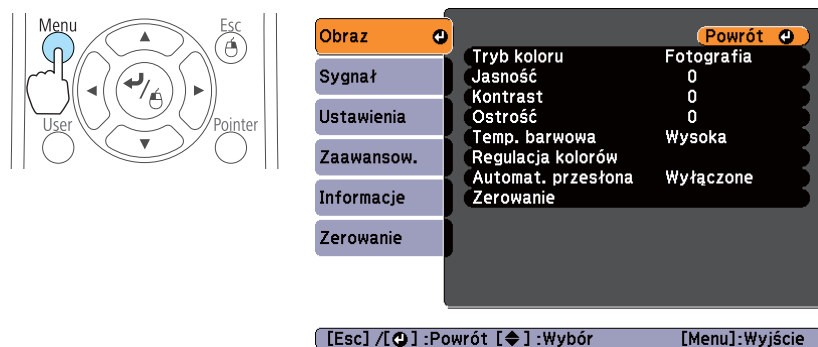 Menu
Esc
User
Pointer
Obraz
Sygnał
Ustawienia
Zaawansow.
Informacje
Zerowanie
Powrót
Tryb koloru Fotografia
Jasność 0
Kontrast 0
Ostrość 0
Temp. barwowa Wysoka
Regulacja kolorów
Automat. przesłona Wyłączone
Zerowanie
[Esc] /[⏎] :Powrót [◆] :Wybór [Menu]:Wyjście